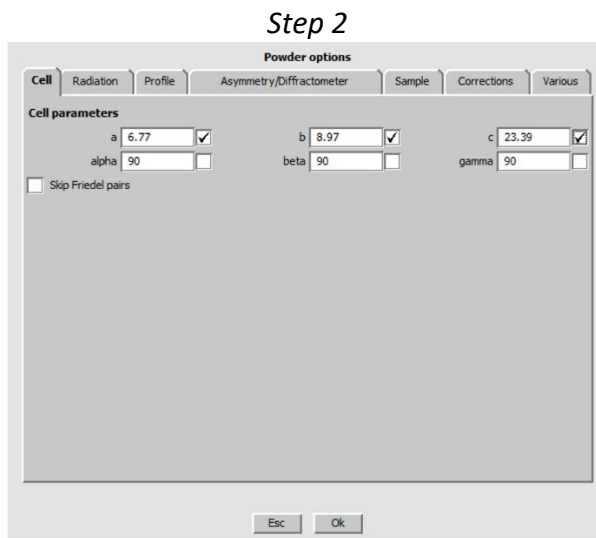 Step 2
Powder options
Cell Radiation Profile Asymmetry/Diffractometer Sample Corrections Various
Cell parameters
a 6.77 b 8.97 c 23.39
alpha 90 beta 90 gamma 90
Skip Friedel pairs
Esc Ok